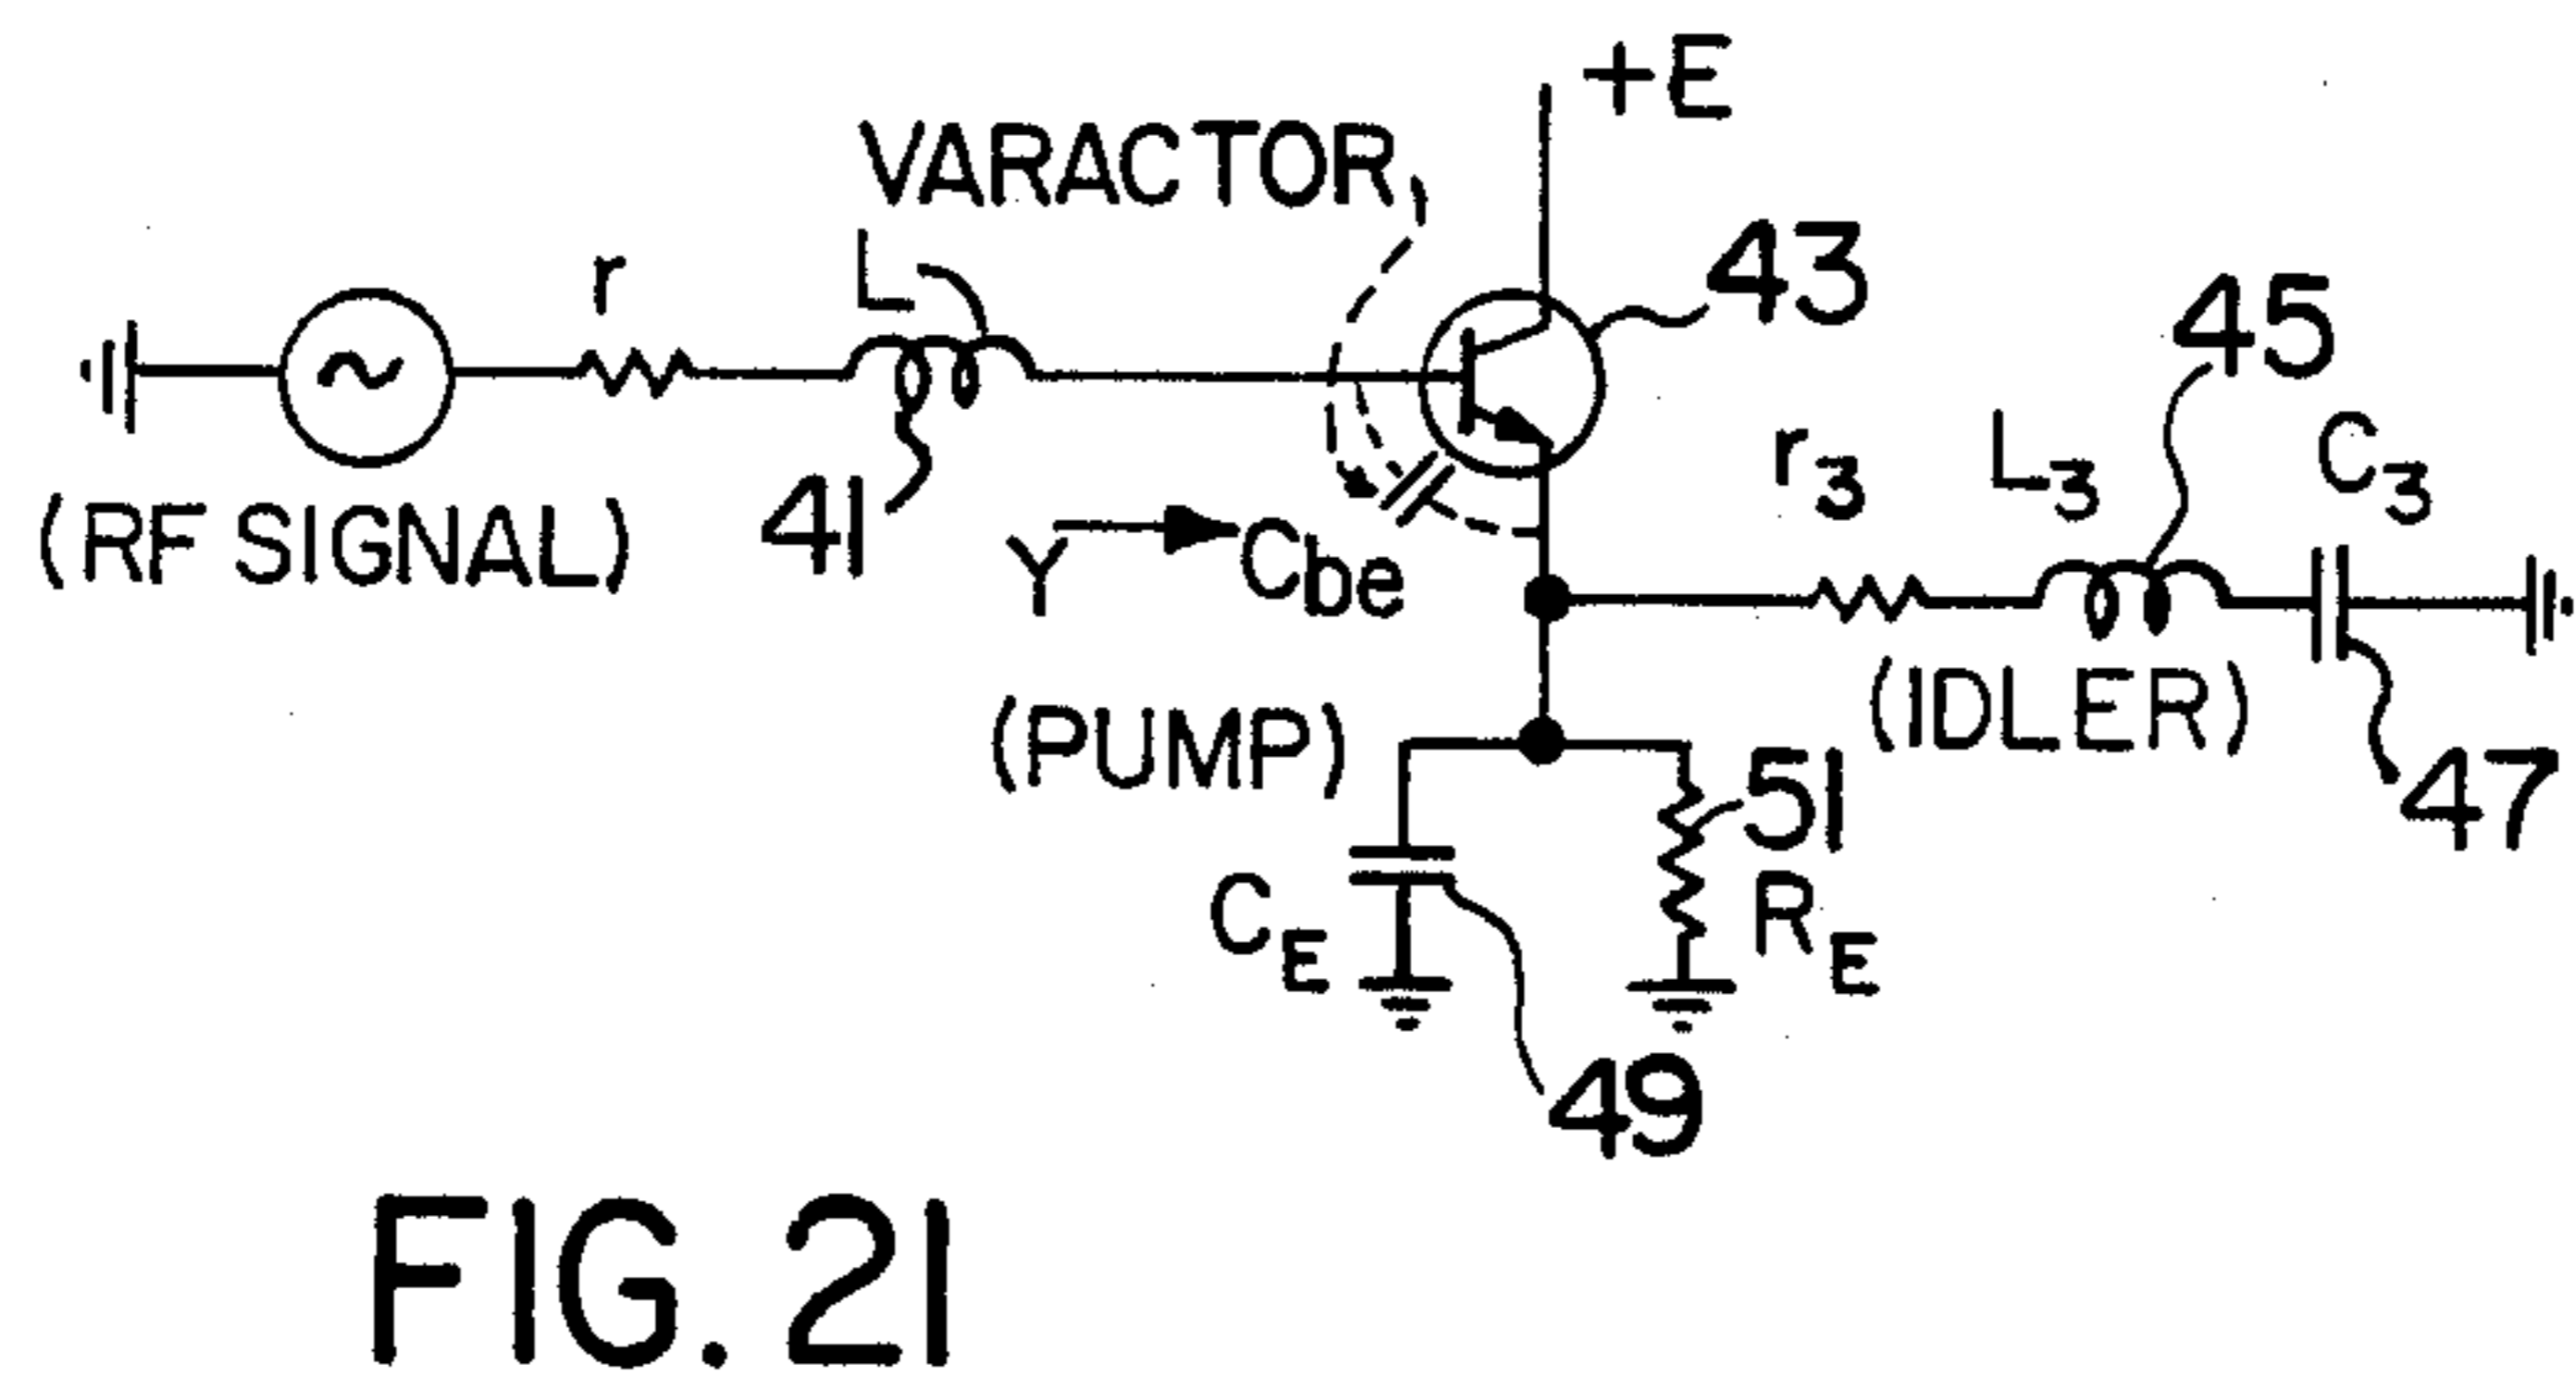 +E
VARACTOR
43
r
L
45
r3
L3
C3
(RF SIGNAL)
41
Y
Cbe
(PUMP)
(IDLER)
51
47
CE
RE
49
FIG. 21